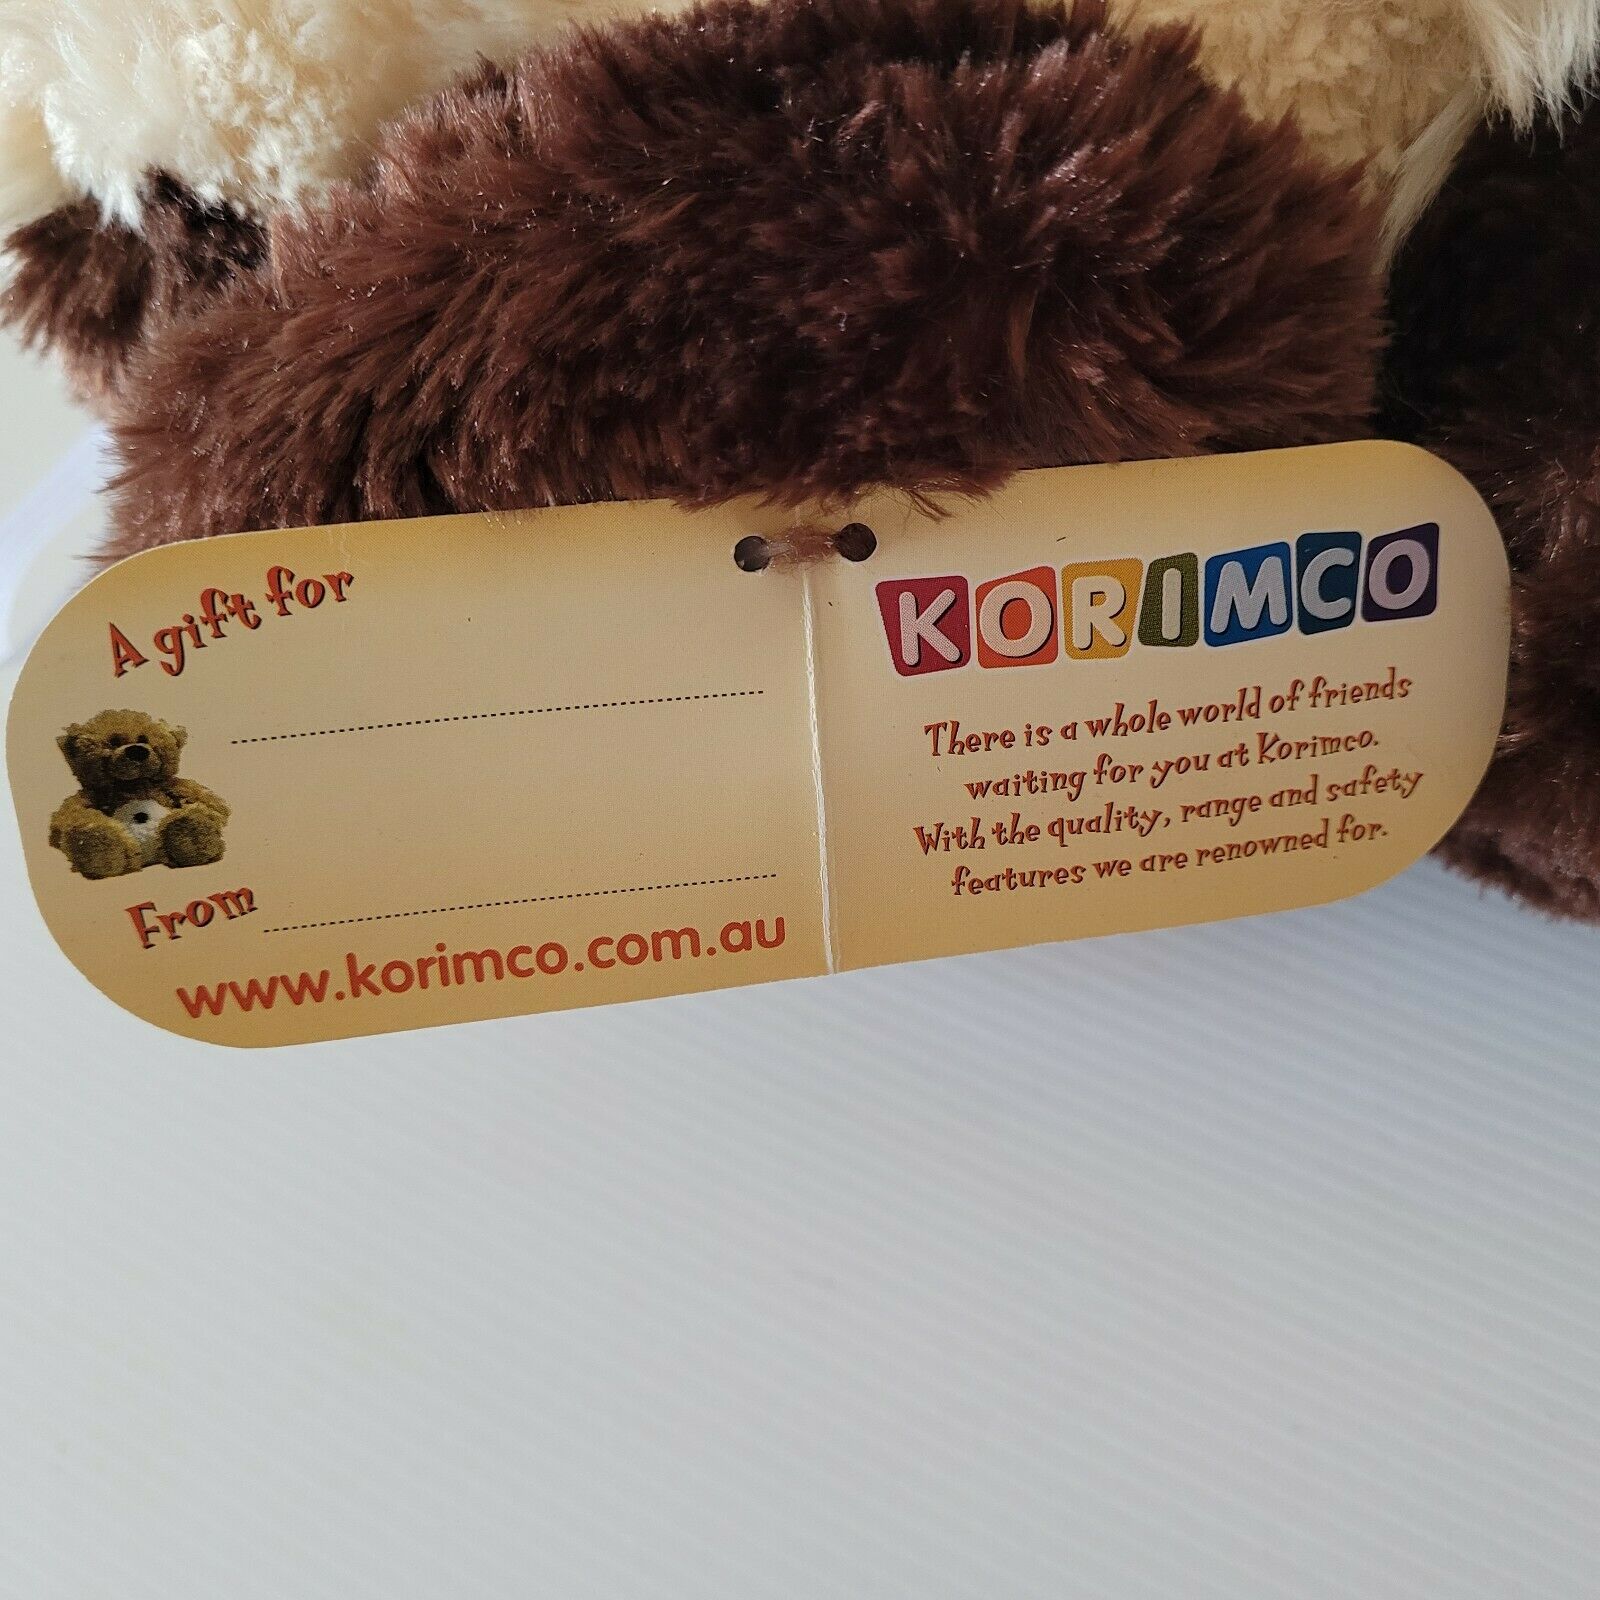 A gift for
From
www.korimco.com.au
KORIMCO
There is a whole world of friends
waiting for you at Korimco.
With the quality, range and safety
features we are renowned for.